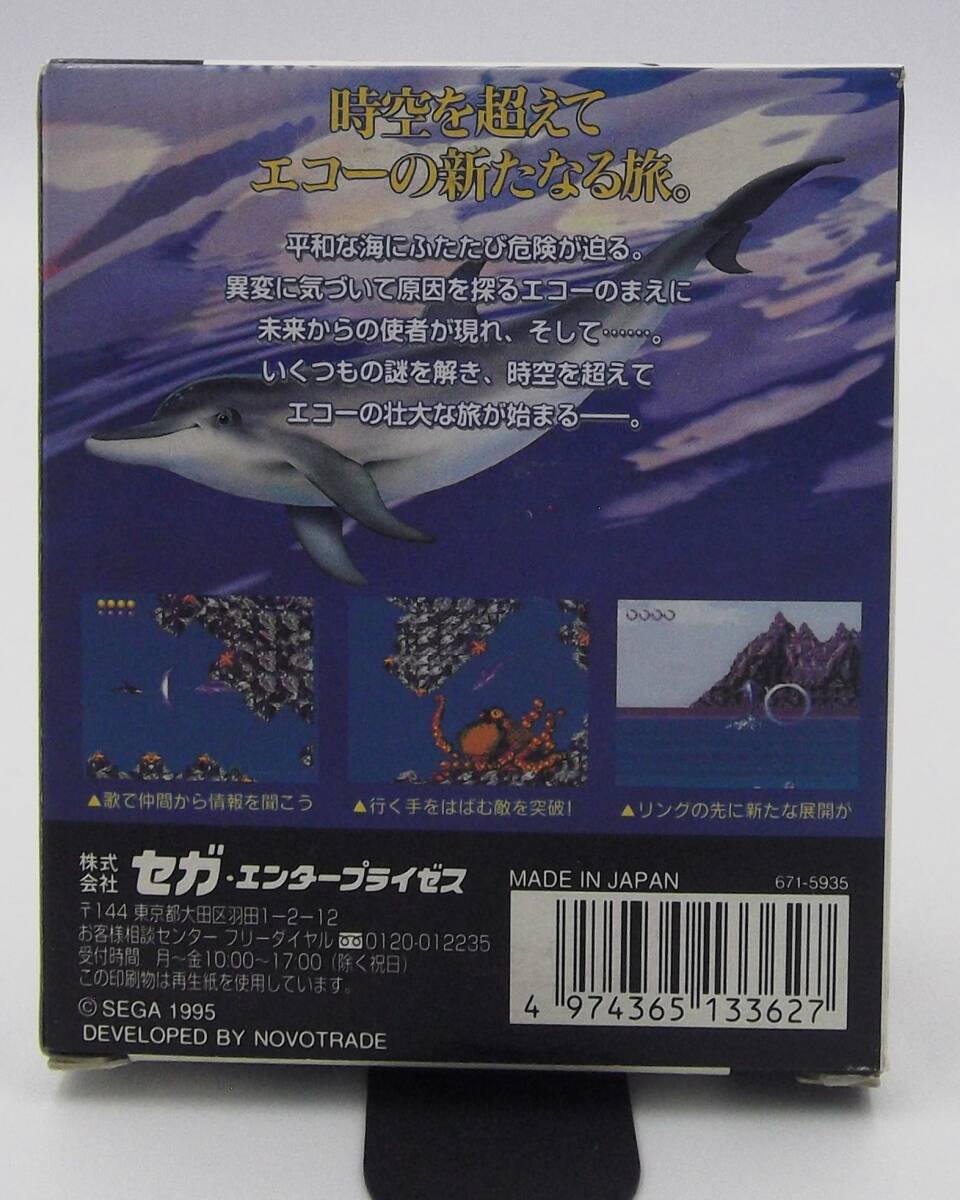 時空を超えて
エコーの新たなる旅。
平和な海にふたたび危険が迫る。
異変に気づいて原因を探るエコーのまえに
未来からの使者が現れ、そして……。
いくつもの謎を解き、時空を超えて
エコーの壮大な旅が始まる──。
▲歌で仲間から情報を聞こう
▲行く手をはばむ敵を突破!
▲リングの先に新たな展開が
株式会社 セガ・エンタープライゼス
〒144 東京都大田区羽田1-2-12
お客様相談センター フリーダイヤル 0120-012235
受付時間 月〜金10:00〜17:00（除く祝日）
この印刷物は再生紙を使用しています。
© SEGA 1995
DEVELOPED BY NOVOTRADE
MADE IN JAPAN 671-5935
4 974365 133627